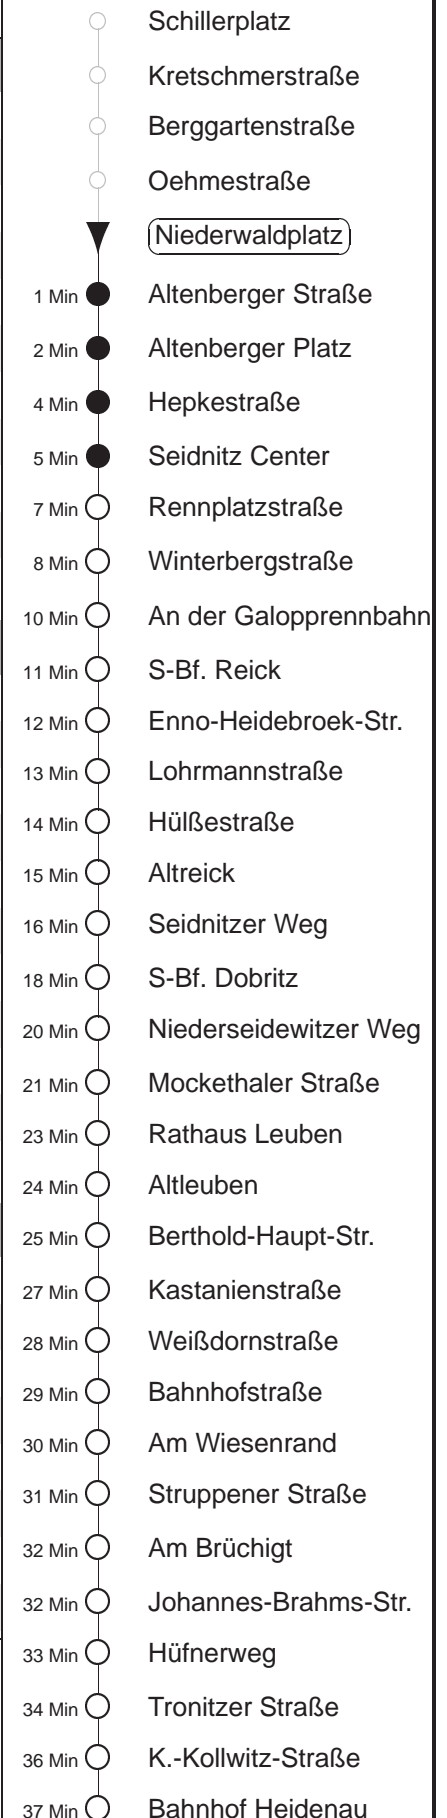 Schillerplatz
Kretschmerstraße
Berggartenstraße
Oehmestraße
Niederwaldplatz
1 Min Altenberger Straße
2 Min Altenberger Platz
4 Min Hepkestraße
5 Min Seidnitz Center
7 Min Rennplatzstraße
8 Min Winterbergstraße
10 Min An der Galopprennbahn
11 Min S-Bf. Reick
12 Min Enno-Heidebroek-Str.
13 Min Lohrmannstraße
14 Min Hülßestraße
15 Min Altreick
16 Min Seidnitzer Weg
18 Min S-Bf. Dobritz
20 Min Niederseidewitzer Weg
21 Min Mockethaler Straße
23 Min Rathaus Leuben
24 Min Altleuben
25 Min Berthold-Haupt-Str.
27 Min Kastanienstraße
28 Min Weißdornstraße
29 Min Bahnhofstraße
30 Min Am Wiesenrand
31 Min Struppener Straße
32 Min Am Brüchigt
32 Min Johannes-Brahms-Str.
33 Min Hüfnerweg
34 Min Tronitzer Straße
36 Min K.-Kollwitz-Straße
37 Min Bahnhof Heidenau